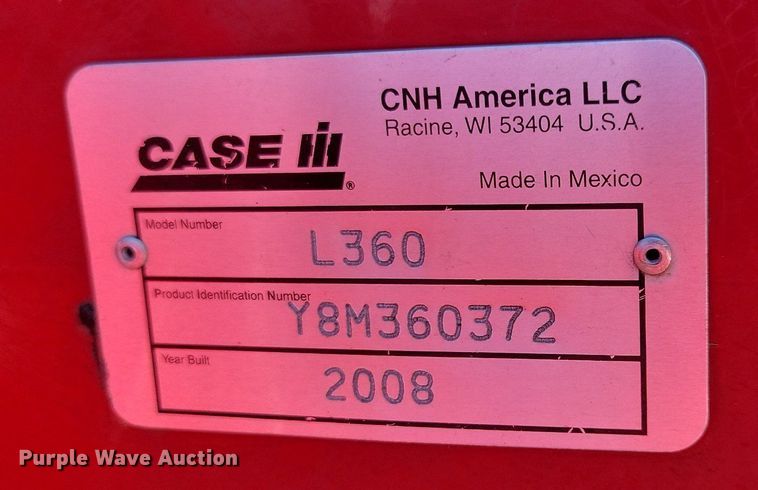 CNH America LLC
Racine, WI 53404 U.S.A.
CASE IH
®
Made In Mexico
Model Number
L360
Product Identification Number
Y8M360372
Year Built
2008
Purple Wave Auction